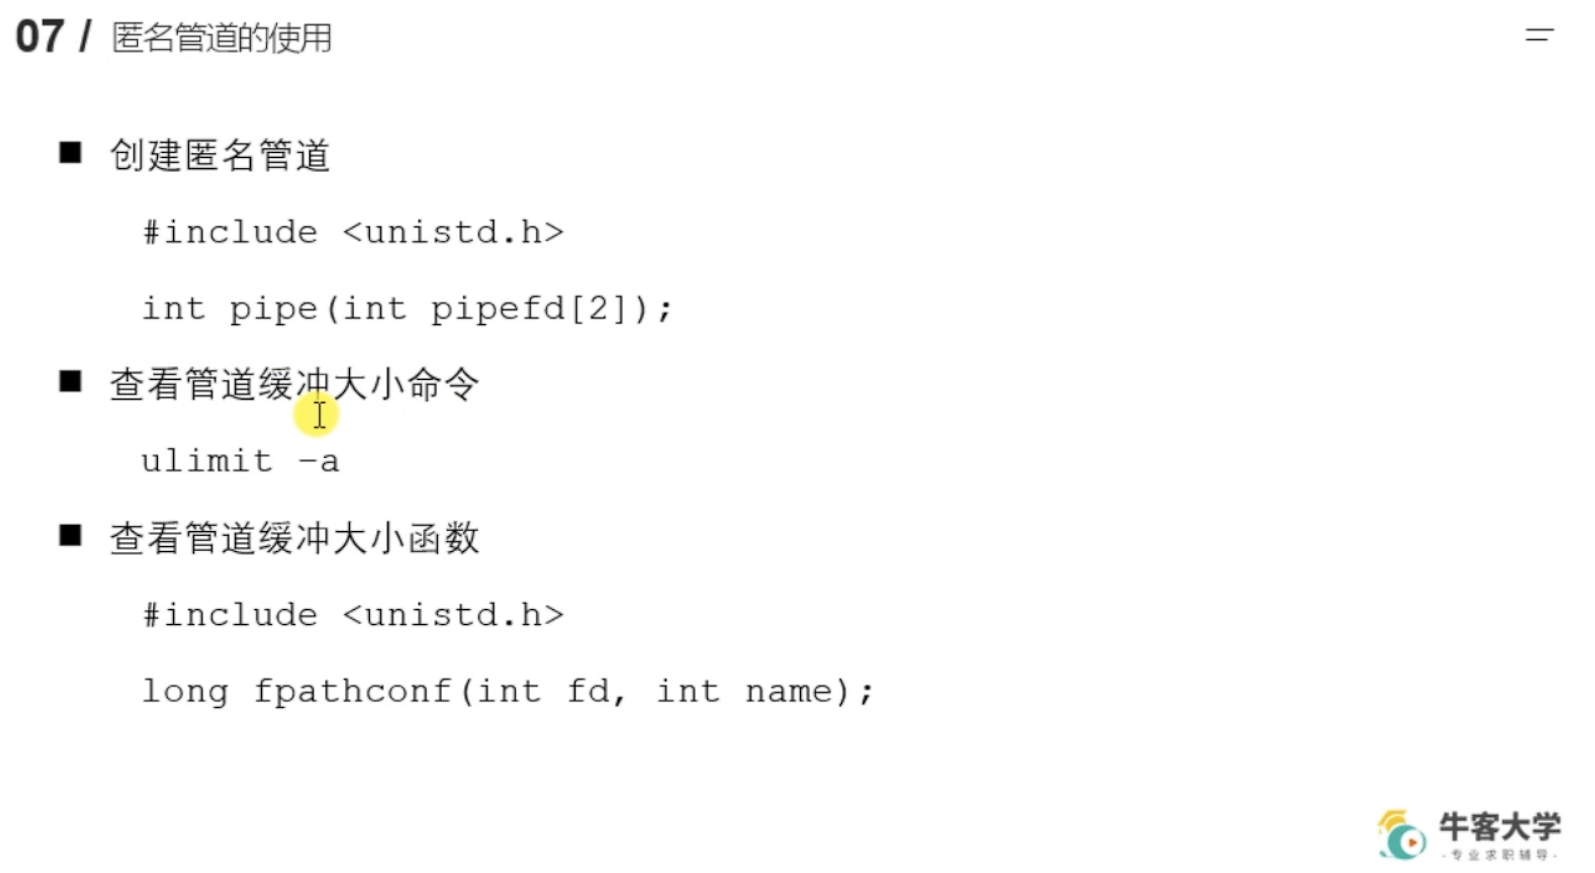 07 / 匿名管道的使用
■ 创建匿名管道
#include <unistd.h>
int pipe(int pipefd[2]);
■ 查看管道缓冲大小命令
ulimit –a
■ 查看管道缓冲大小函数
#include <unistd.h>
long fpathconf(int fd, int name);
牛客大学
·专业求职辅导·